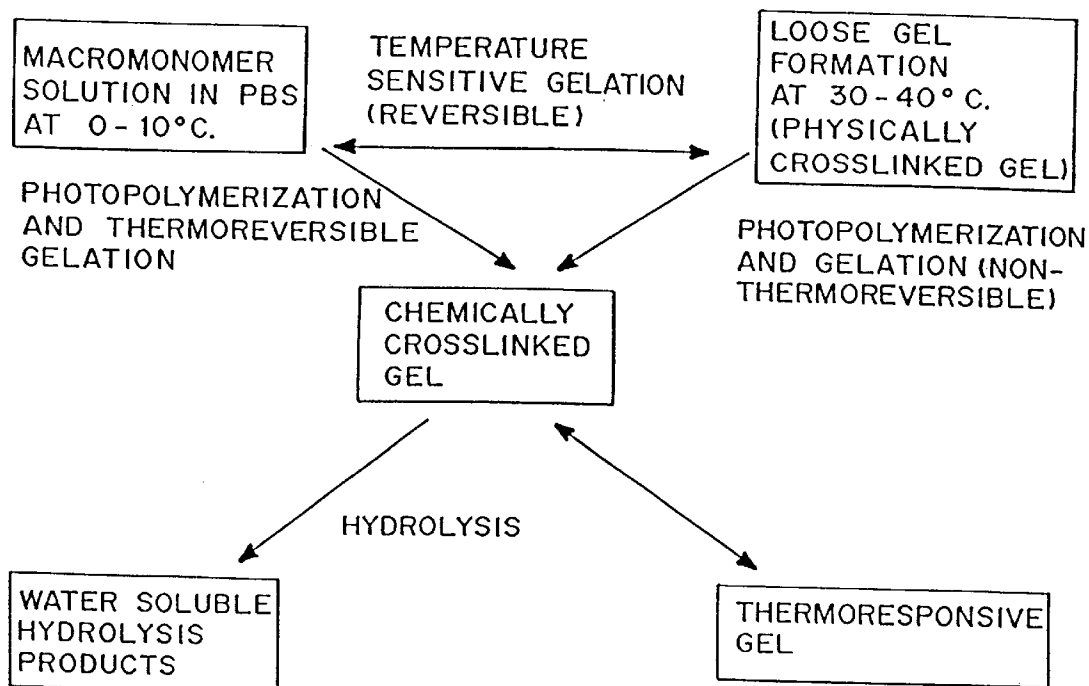 MACROMONOMER
SOLUTION IN PBS
AT 0-10°C.
TEMPERATURE
SENSITIVE GELATION
(REVERSIBLE)
LOOSE GEL
FORMATION
AT 30-40°C.
(PHYSICALLY
CROSSLINKED GEL)
PHOTOPOLYMERIZATION
AND THERMOREVERSIBLE
GELATION
PHOTOPOLYMERIZATION
AND GELATION (NON-
THERMOREVERSIBLE)
CHEMICALLY
CROSSLINKED
GEL
HYDROLYSIS
WATER SOLUBLE
HYDROLYSIS
PRODUCTS
THERMORESPONSIVE
GEL